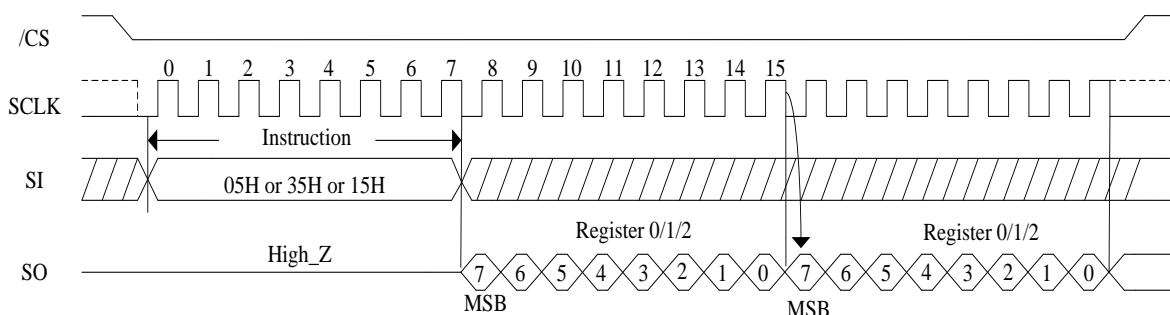 /CS
0 1 2 3 4 5 6 7 8 9 10 11 12 13 14 15
SCLK
Instruction
SI
05H or 35H or 15H
Register 0/1/2 Register 0/1/2
High_Z
SO
7 6 5 4 3 2 1 0 7 6 5 4 3 2 1 0
MSB MSB